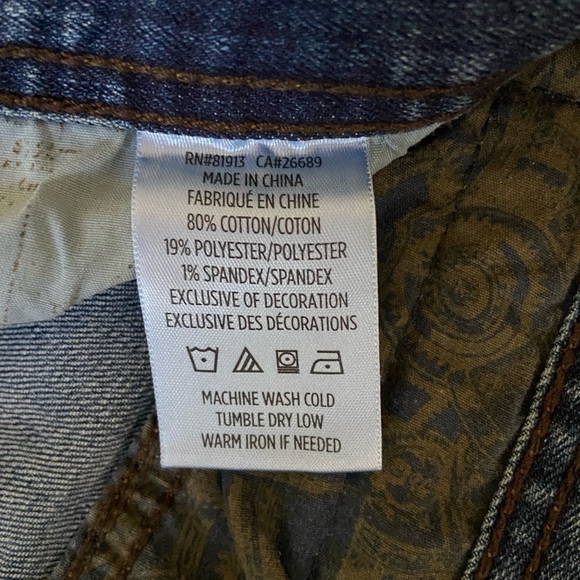 RN#81913 CA#26689
MADE IN CHINA
FABRIQUÉ EN CHINE
80% COTTON/COTON
19% POLYESTER/POLYESTER
1% SPANDEX/SPANDEX
EXCLUSIVE OF DECORATION
EXCLUSIVE DES DÉCORATIONS
MACHINE WASH COLD
TUMBLE DRY LOW
WARM IRON IF NEEDED